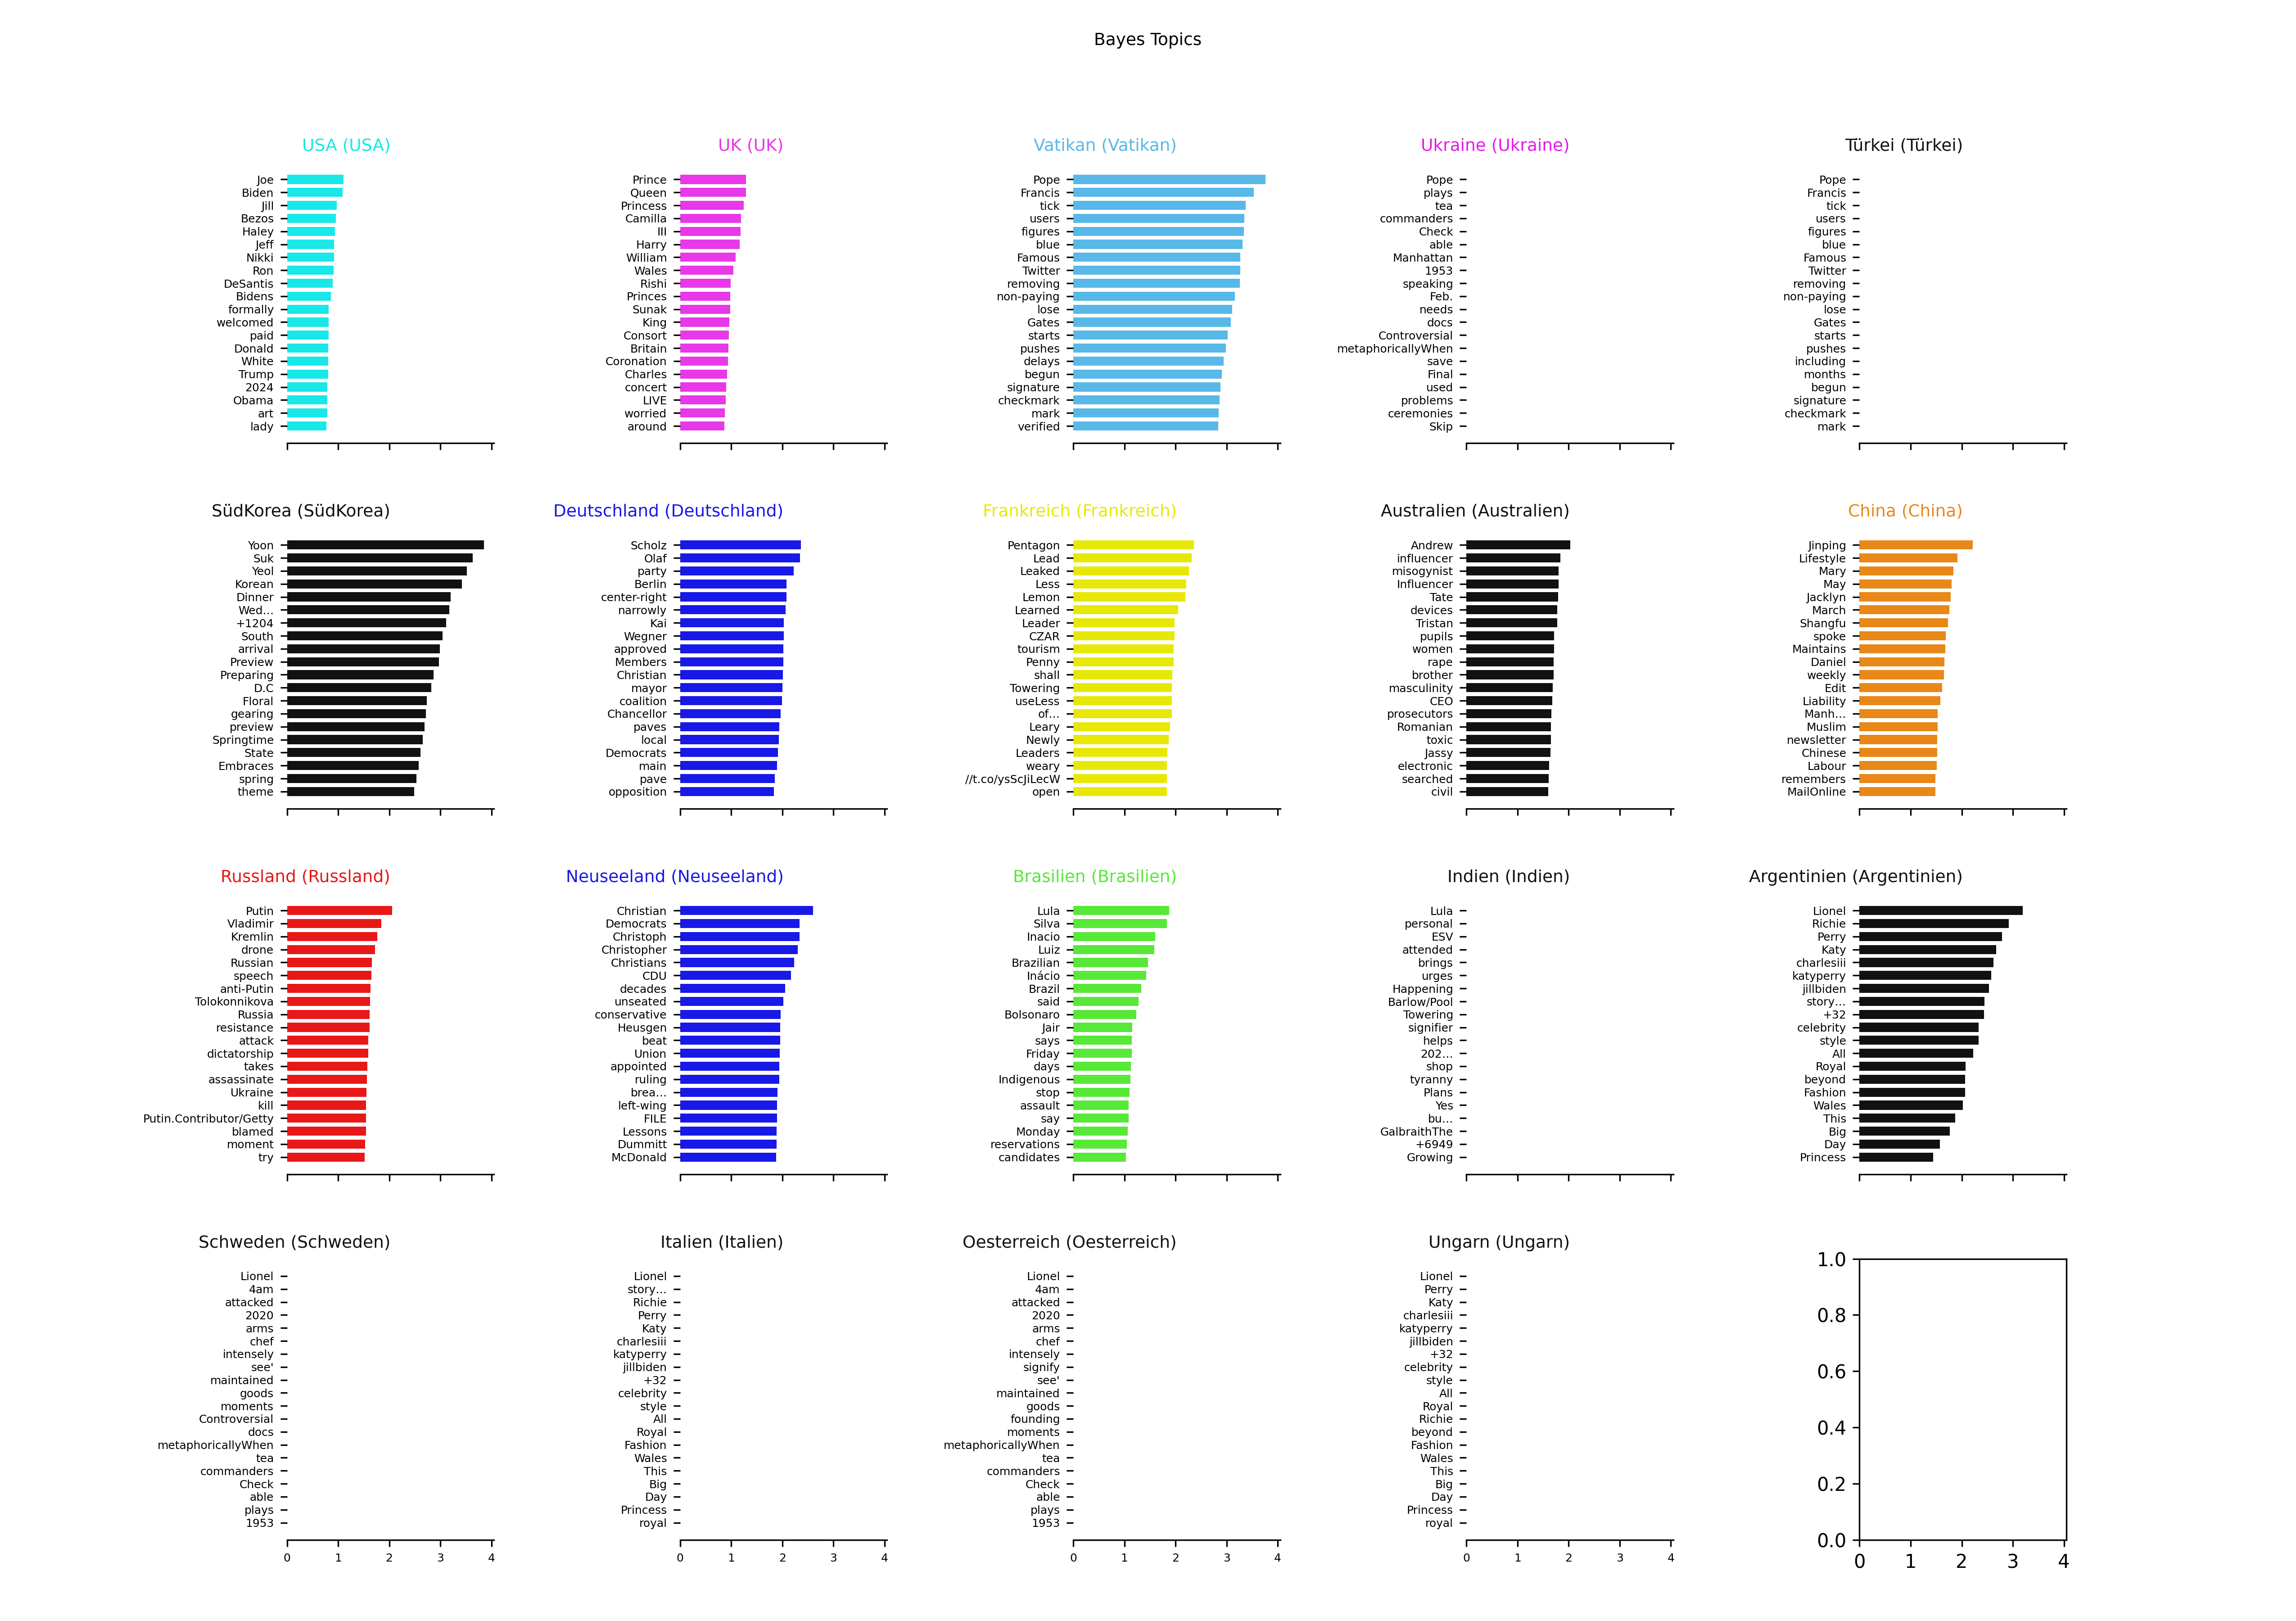 Bayes Topics
USA (USA)
Joe
Biden
Jill
Bezos
Haley
Jeff
Nikki
Ron
DeSantis
Bidens
formally
welcomed
paid
Donald
White
Trump
2024
Obama
art
lady
UK (UK)
Prince
Queen
Princess
Camilla
III
Harry
William
Wales
Rishi
Princes
Sunak
King
Consort
Britain
Coronation
Charles
concert
LIVE
worried
around
Vatikan (Vatikan)
Pope
Francis
tick
users
figures
blue
Famous
Twitter
removing
non-paying
lose
Gates
starts
pushes
delays
begun
signature
checkmark
mark
verified
Ukraine (Ukraine)
Pope
plays
tea
commanders
Check
able
Manhattan
1953
speaking
Feb.
needs
docs
Controversial
metaphoricallyWhen
save
Final
used
problems
ceremonies
Skip
Türkei (Türkei)
Pope
Francis
tick
users
figures
blue
Famous
Twitter
removing
non-paying
lose
Gates
starts
pushes
including
months
begun
signature
checkmark
mark
SüdKorea (SüdKorea)
Yoon
Suk
Yeol
Korean
Dinner
Wed…
+1204
South
arrival
Preview
Preparing
D.C
Floral
gearing
preview
Springtime
State
Embraces
spring
theme
Deutschland (Deutschland)
Scholz
Olaf
party
Berlin
center-right
narrowly
Kai
Wegner
approved
Members
Christian
mayor
coalition
Chancellor
paves
local
Democrats
main
pave
opposition
Frankreich (Frankreich)
Pentagon
Lead
Leaked
Less
Lemon
Learned
Leader
CZAR
tourism
Penny
shall
Towering
useLess
of…
Leary
Newly
Leaders
weary
//t.co/ysScJiLecW
open
Australien (Australien)
Andrew
influencer
misogynist
Influencer
Tate
devices
Tristan
pupils
women
rape
brother
masculinity
CEO
prosecutors
Romanian
toxic
Jassy
electronic
searched
civil
China (China)
Jinping
Lifestyle
Mary
May
Jacklyn
March
Shangfu
spoke
Maintains
Daniel
weekly
Edit
Liability
Manh…
Muslim
newsletter
Chinese
Labour
remembers
MailOnline
Russland (Russland)
Putin
Vladimir
Kremlin
drone
Russian
speech
anti-Putin
Tolokonnikova
Russia
resistance
attack
dictatorship
takes
assassinate
Ukraine
kill
Putin.Contributor/Getty
blamed
moment
try
Neuseeland (Neuseeland)
Christian
Democrats
Christoph
Christopher
Christians
CDU
decades
unseated
conservative
Heusgen
beat
Union
appointed
ruling
brea…
left-wing
FILE
Lessons
Dummitt
McDonald
Brasilien (Brasilien)
Lula
Silva
Inacio
Luiz
Brazilian
Inácio
Brazil
said
Bolsonaro
Jair
says
Friday
days
Indigenous
stop
assault
say
Monday
reservations
candidates
Indien (Indien)
Lula
personal
ESV
attended
brings
urges
Happening
Barlow/Pool
Towering
signifier
helps
202…
shop
tyranny
Plans
Yes
bu…
GalbraithThe
+6949
Growing
Argentinien (Argentinien)
Lionel
Richie
Perry
Katy
charlesiii
katyperry
jillbiden
story…
+32
celebrity
style
All
Royal
beyond
Fashion
Wales
This
Big
Day
Princess
Schweden (Schweden)
Lionel
4am
attacked
2020
arms
chef
intensely
see'
maintained
goods
moments
Controversial
docs
metaphoricallyWhen
tea
commanders
Check
able
plays
1953
0 1 2 3 4
Italien (Italien)
Lionel
story…
Richie
Perry
Katy
charlesiii
katyperry
jillbiden
+32
celebrity
style
All
Royal
Fashion
Wales
This
Big
Day
Princess
royal
0 1 2 3 4
Oesterreich (Oesterreich)
Lionel
4am
attacked
2020
arms
chef
intensely
signify
see'
maintained
goods
founding
moments
metaphoricallyWhen
tea
commanders
Check
able
plays
1953
0 1 2 3 4
Ungarn (Ungarn)
Lionel
Perry
Katy
charlesiii
katyperry
jillbiden
+32
celebrity
style
All
Royal
Richie
beyond
Fashion
Wales
This
Big
Day
Princess
royal
0 1 2 3 4
1.0
0.8
0.6
0.4
0.2
0.0
0 1 2 3 4